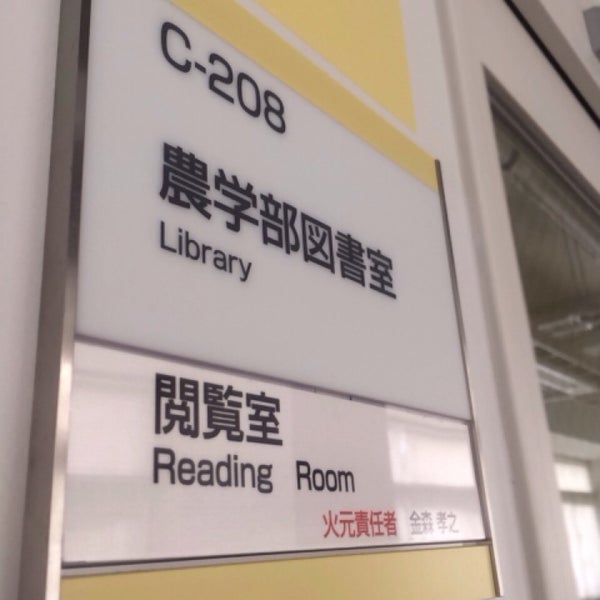 C-208
農学部図書室
Library
閲覧室
Reading Room
火元責任者 金森 孝之